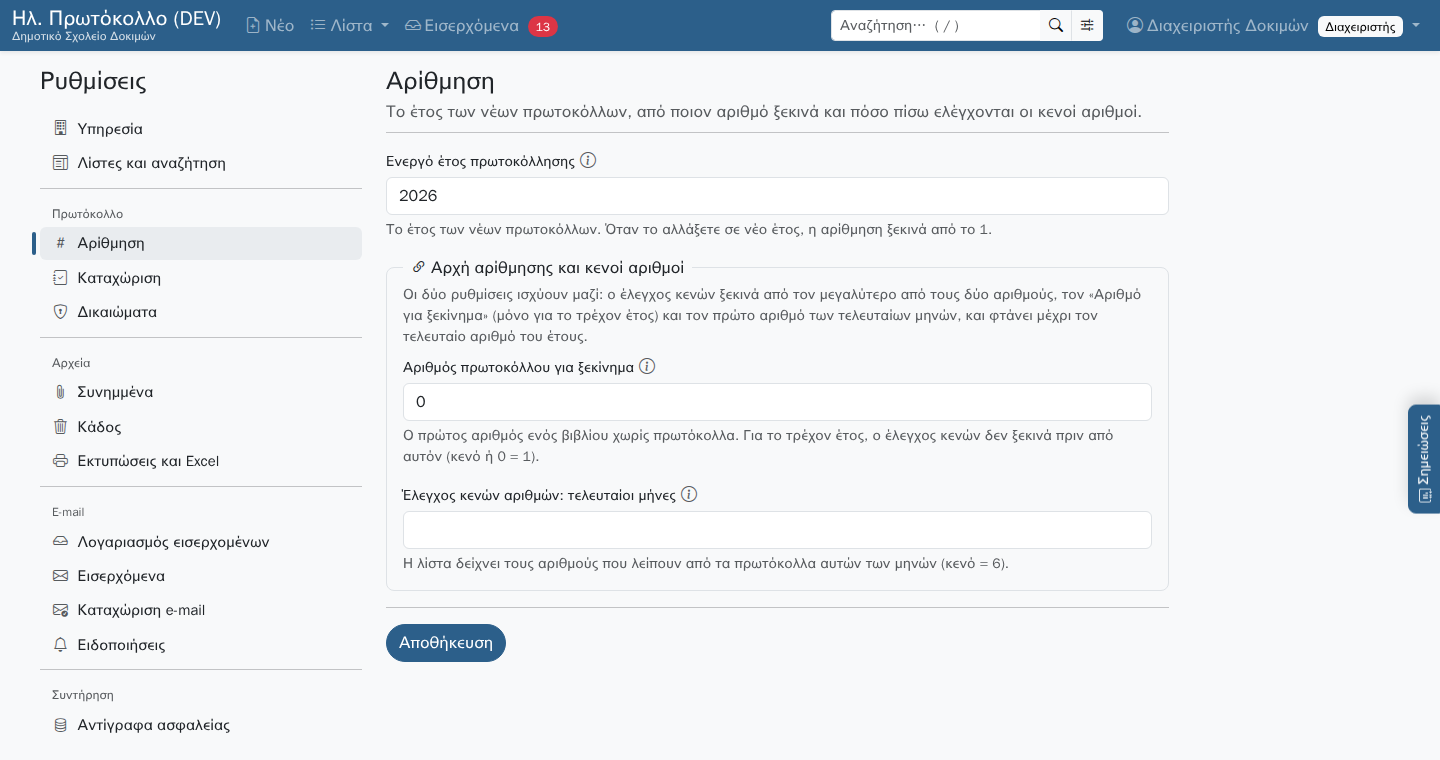 Ηλ. Πρωτόκολλο (DEV)
Δημοτικό Σχολείο Δοκιμών
Νέο
Λίστα
Εισερχόμενα 13
Αναζήτηση… ( / )
Διαχειριστής Δοκιμών Διαχειριστής
Ρυθμίσεις
Υπηρεσία
Λίστες και αναζήτηση
Πρωτόκολλο
# Αρίθμηση
Καταχώριση
Δικαιώματα
Αρχεία
Συνημμένα
Κάδος
Εκτυπώσεις και Excel
E-mail
Λογαριασμός εισερχομένων
Εισερχόμενα
Καταχώριση e-mail
Ειδοποιήσεις
Συντήρηση
Αντίγραφα ασφαλείας
Αρίθμηση
Το έτος των νέων πρωτοκόλλων, από ποιον αριθμό ξεκινά και πόσο πίσω ελέγχονται οι κενοί αριθμοί.
Ενεργό έτος πρωτοκόλλησης
2026
Το έτος των νέων πρωτοκόλλων. Όταν το αλλάξετε σε νέο έτος, η αρίθμηση ξεκινά από το 1.
Αρχή αρίθμησης και κενοί αριθμοί
Οι δύο ρυθμίσεις ισχύουν μαζί: ο έλεγχος κενών ξεκινά από τον μεγαλύτερο από τους δύο αριθμούς, τον «Αριθμό
για ξεκίνημα» (μόνο για το τρέχον έτος) και τον πρώτο αριθμό των τελευταίων μηνών, και φτάνει μέχρι τον
τελευταίο αριθμό του έτους.
Αριθμός πρωτοκόλλου για ξεκίνημα
0
Ο πρώτος αριθμός ενός βιβλίου χωρίς πρωτόκολλα. Για το τρέχον έτος, ο έλεγχος κενών δεν ξεκινά πριν από
αυτόν (κενό ή 0 = 1).
Έλεγχος κενών αριθμών: τελευταίοι μήνες
Η λίστα δείχνει τους αριθμούς που λείπουν από τα πρωτόκολλα αυτών των μηνών (κενό = 6).
Αποθήκευση
Σημειώσεις